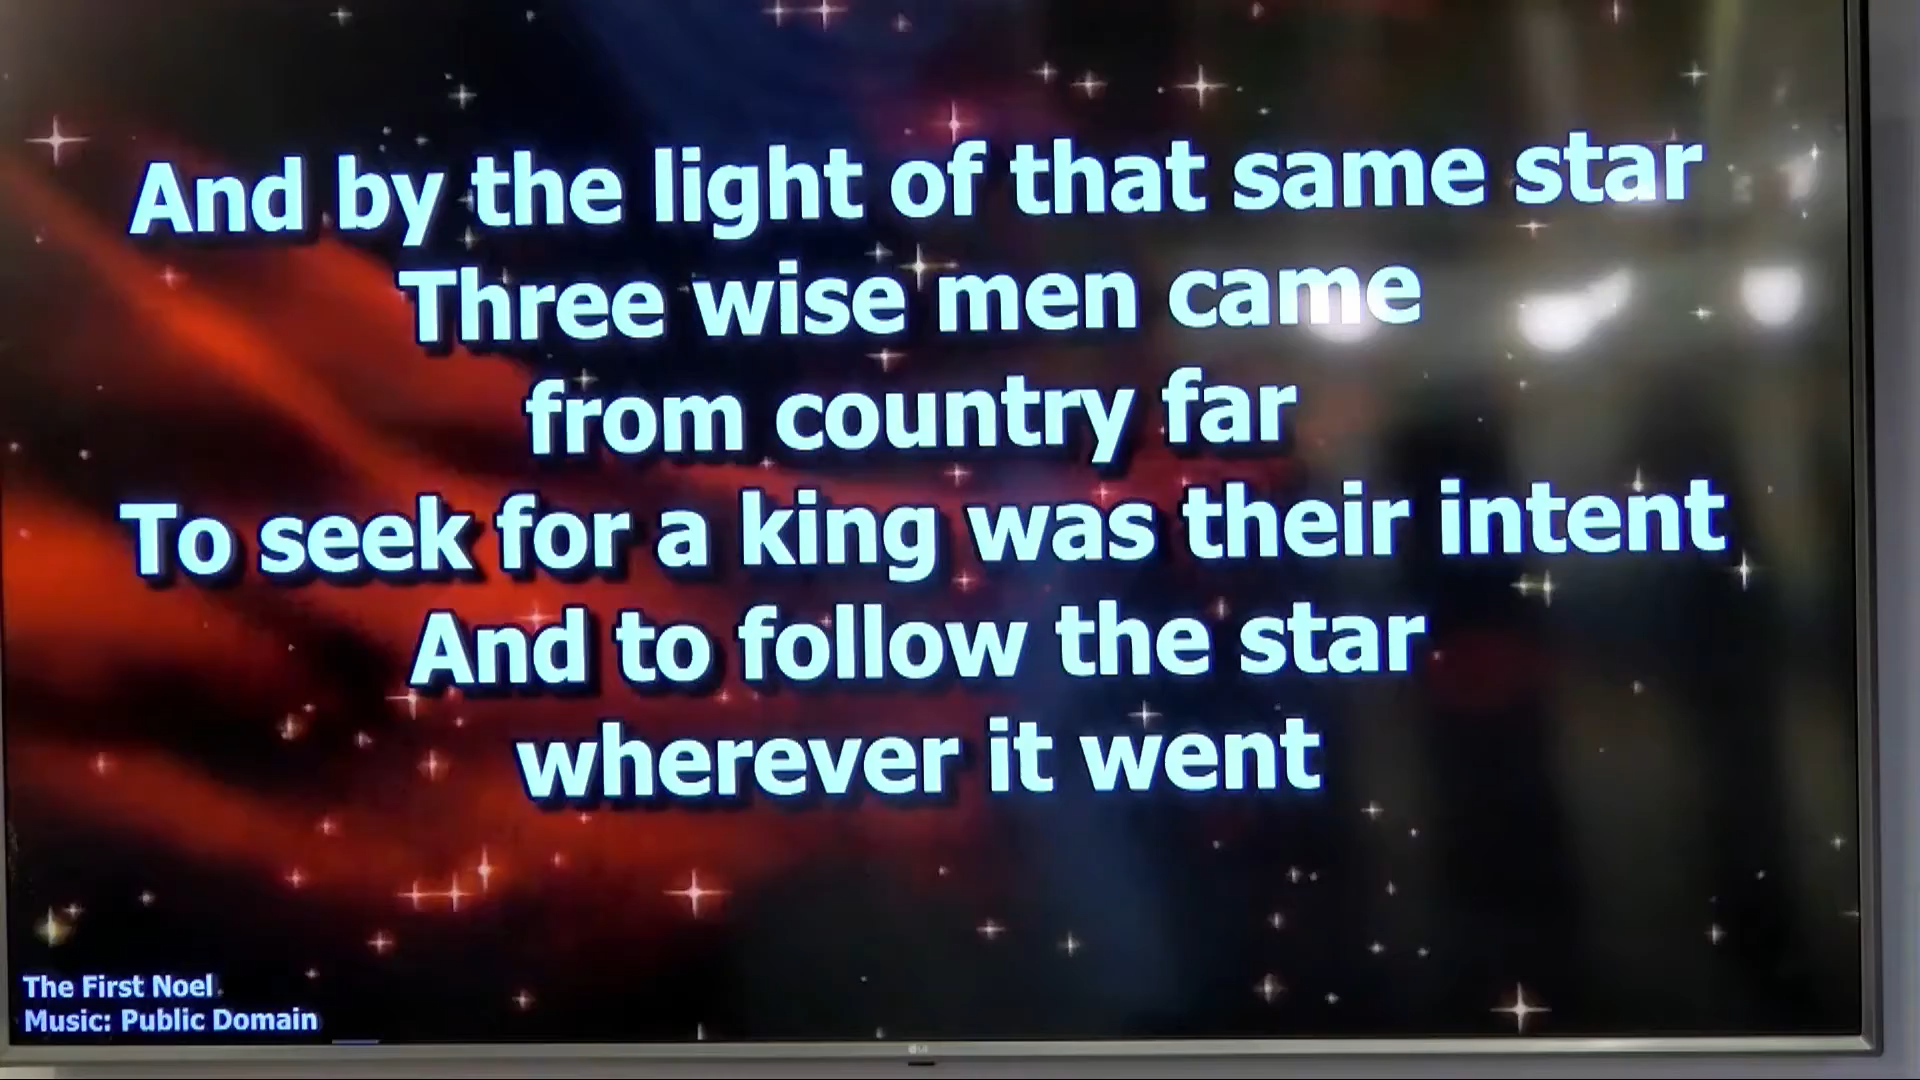 And by the light of that same star
Three wise men came
from country far
To seek for a king was their intent
And to follow the star
wherever it went
The First Noel
Music: Public Domain
LG